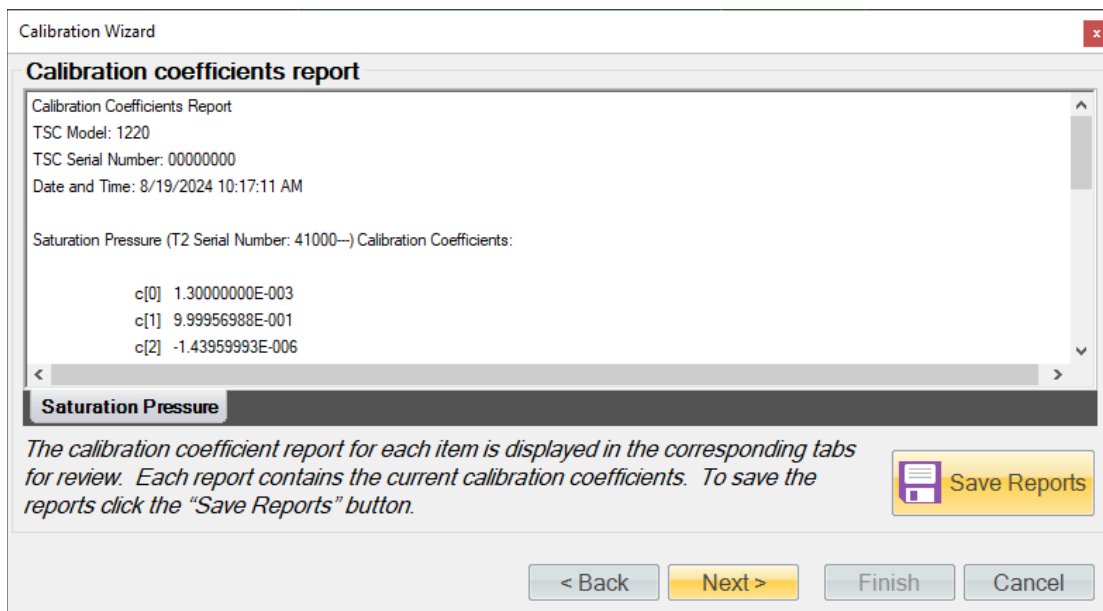 Calibration Wizard
x
Calibration coefficients report
Calibration Coefficients Report
TSC Model: 1220
TSC Serial Number: 00000000
Date and Time: 8/19/2024 10:17:11 AM
Saturation Pressure (T2 Serial Number: 41000---) Calibration Coefficients:
c[0] 1.30000000E-003
c[1] 9.99956988E-001
c[2] -1.43959993E-006
Saturation Pressure
The calibration coefficient report for each item is displayed in the corresponding tabs
for review. Each report contains the current calibration coefficients. To save the
reports click the “Save Reports” button.
Save Reports
< Back Next > Finish Cancel